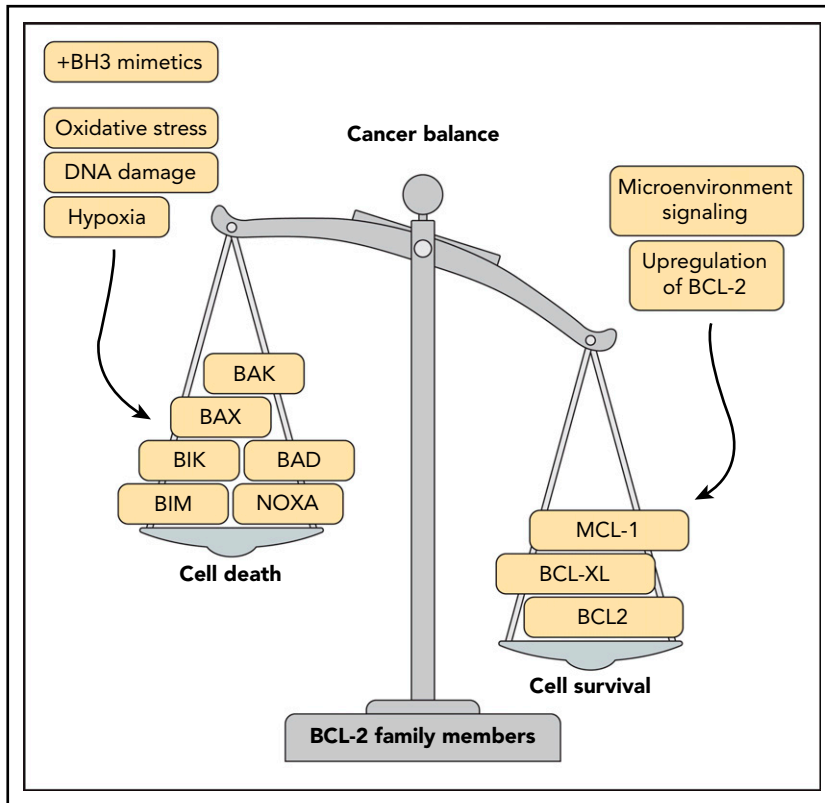 +BH3 mimetics
Oxidative stress
DNA damage
Hypoxia
Cancer balance
Microenvironment
signaling
Upregulation
of BCL-2
BAK
BAX
BIK
BAD
BIM
NOXA
Cell death
MCL-1
BCL-XL
BCL2
Cell survival
BCL-2 family members